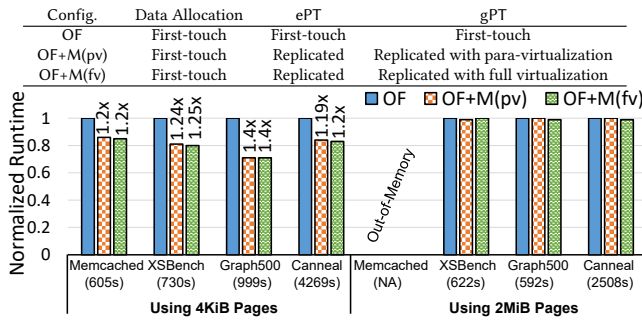 Config. Data Allocation ePT gPT
OF First-touch First-touch First-touch
OF+M(pv) First-touch Replicated Replicated with para-virtualization
OF+M(fv) First-touch Replicated Replicated with full virtualization
OF OF+M(pv) OF+M(fv)
Normalized Runtime
1
0.8
0.6
0.4
0.2
0
1.2x 1.2x 1.24x 1.25x 1.4x 1.4x 1.19x 1.2x
Out-of-Memory
Memcached XSBench Graph500 Canneal Memcached XSBench Graph500 Canneal
(605s) (730s) (999s) (4269s) (NA) (622s) (592s) (2508s)
Using 4KiB Pages Using 2MiB Pages